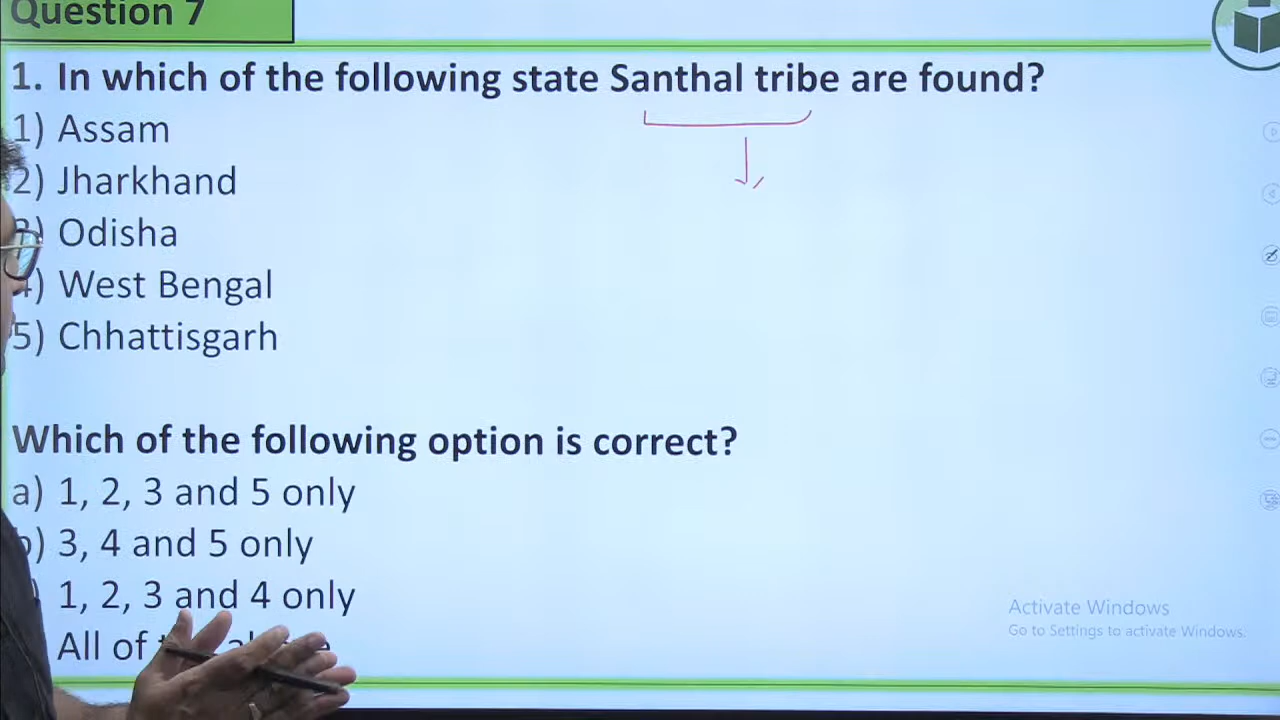 Question 7
1. In which of the following state Santhal tribe are found?
1) Assam
2) Jharkhand
3) Odisha
4) West Bengal
5) Chhattisgarh
Which of the following option is correct?
a) 1, 2, 3 and 5 only
b) 3, 4 and 5 only
1, 2, 3 and 4 only
All of
Activate Windows
Go to Settings to activate Windows.